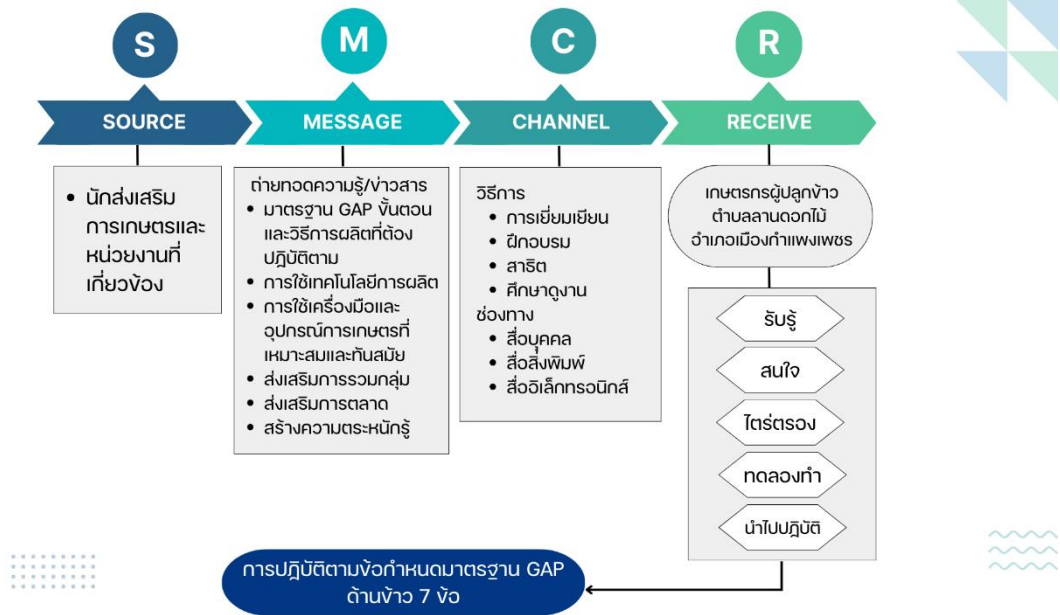 S
M
C
R
SOURCE
MESSAGE
CHANNEL
RECEIVE
• นักส่งเสริม
การเกษตรและ
หน่วยงานที่
เกี่ยวข้อง
ถ่ายทอดความรู้/ข่าวสาร
• มาตรฐาน GAP ขั้นตอน
และวิธีการผลิตที่ต้อง
ปฏิบัติตาม
• การใช้เทคโนโลยีการผลิต
• การใช้เครื่องมือและ
อุปกรณ์การเกษตรที่
เหมาะสมและทันสมัย
• ส่งเสริมการรวมกลุ่ม
• ส่งเสริมการตลาด
• สร้างความตระหนักรู้
วิธีการ
• การเยี่ยมเยียน
• ฝึกอบรม
• สาธิต
• ศึกษาดูงาน
ช่องทาง
• สื่อบุคคล
• สื่อสิ่งพิมพ์
• สื่ออิเล็กทรอนิกส์
เกษตรกรผู้ปลูกข้าว
ตำบลลานดอกไม้
อำเภอเมืองกำแพงเพชร
รับรู้
สนใจ
ไตร่ตรอง
ทดลองทำ
นำไปปฏิบัติ
การปฏิบัติตามข้อกำหนดมาตรฐาน GAP
ด้านข้าว 7 ข้อ